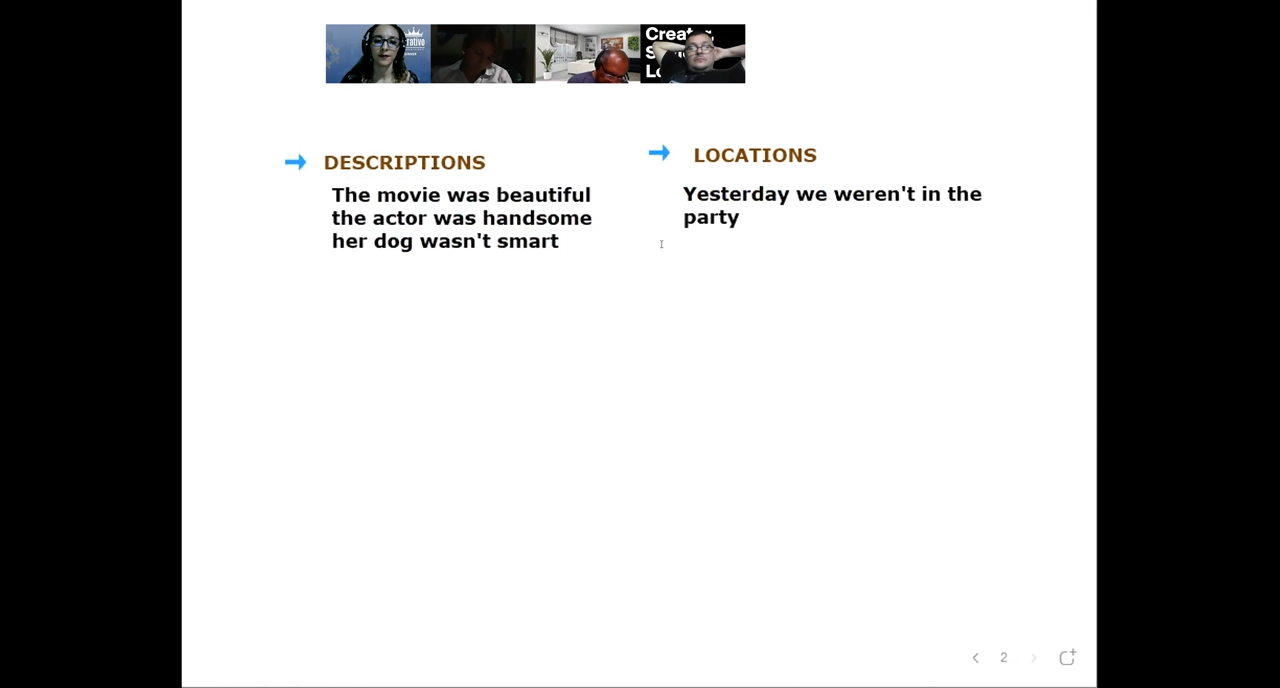 Creator
DESCRIPTIONS
The movie was beautiful
the actor was handsome
her dog wasn't smart
LOCATIONS
Yesterday we weren't in the
party
2